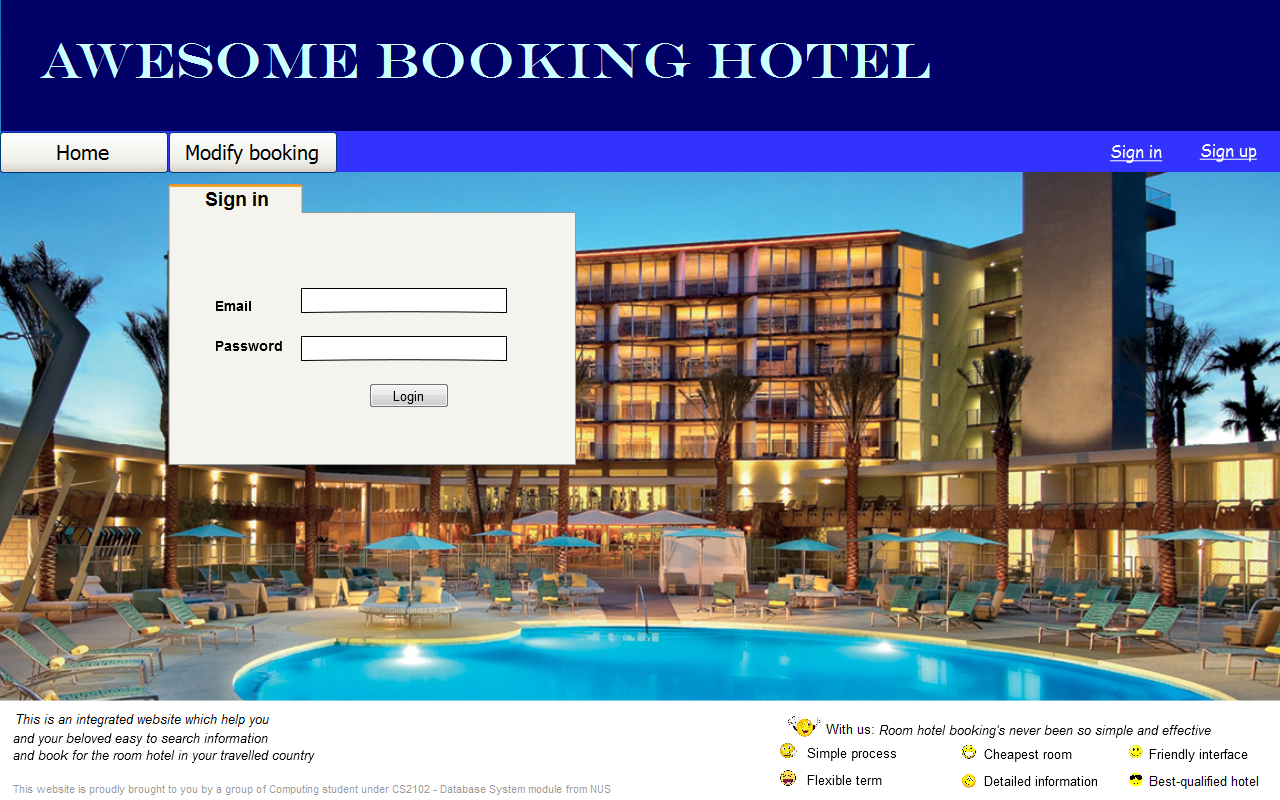 AWESOME BOOKING HOTEL
Home
Modify booking
Sign in
Sign up
Sign in
Email
Password
Login
This is an integrated website which help you
and your beloved easy to search information
and book for the room hotel in your travelled country
With us: Room hotel booking's never been so simple and effective
Simple process
Cheapest room
Friendly interface
Flexible term
Detailed information
Best-qualified hotel
This website is proudly brought to you by a group of Computing student under CS2102 - Database System module from NUS